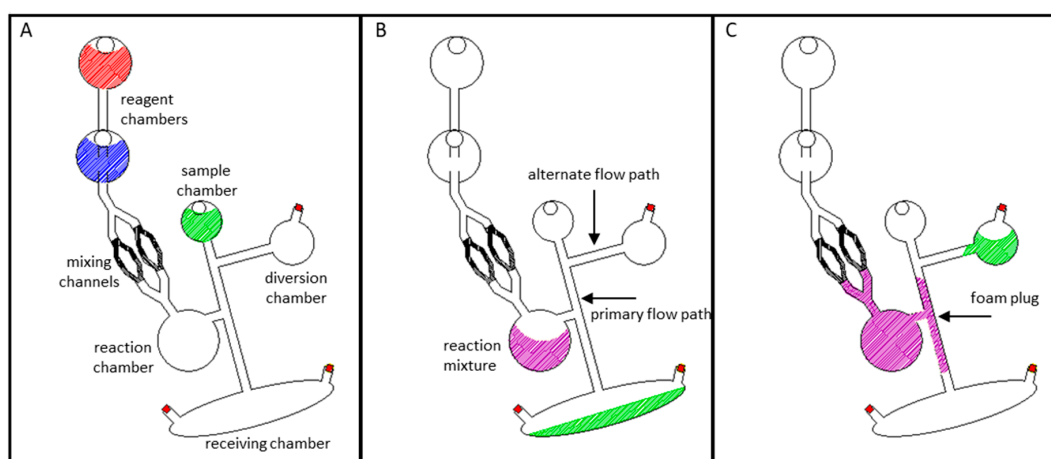 A
reagent
chambers
sample
chamber
mixing
channels
diversion
chamber
reaction
chamber
receiving chamber
B
alternate flow path
primary flow path
reaction
mixture
C
foam plug